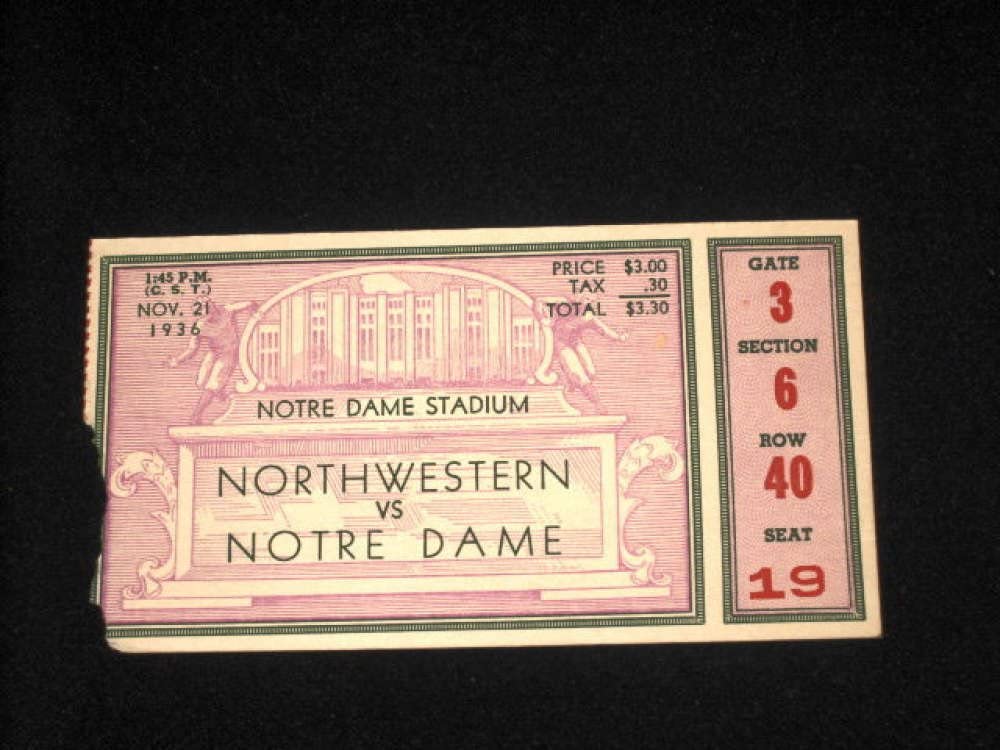 1:45 P.M.
(C. S. T.)
NOV. 21
1936
PRICE $3.00
TAX .30
TOTAL $3.30
NOTRE DAME STADIUM
NORTHWESTERN
VS
NOTRE DAME
GATE
3
SECTION
6
ROW
40
SEAT
19